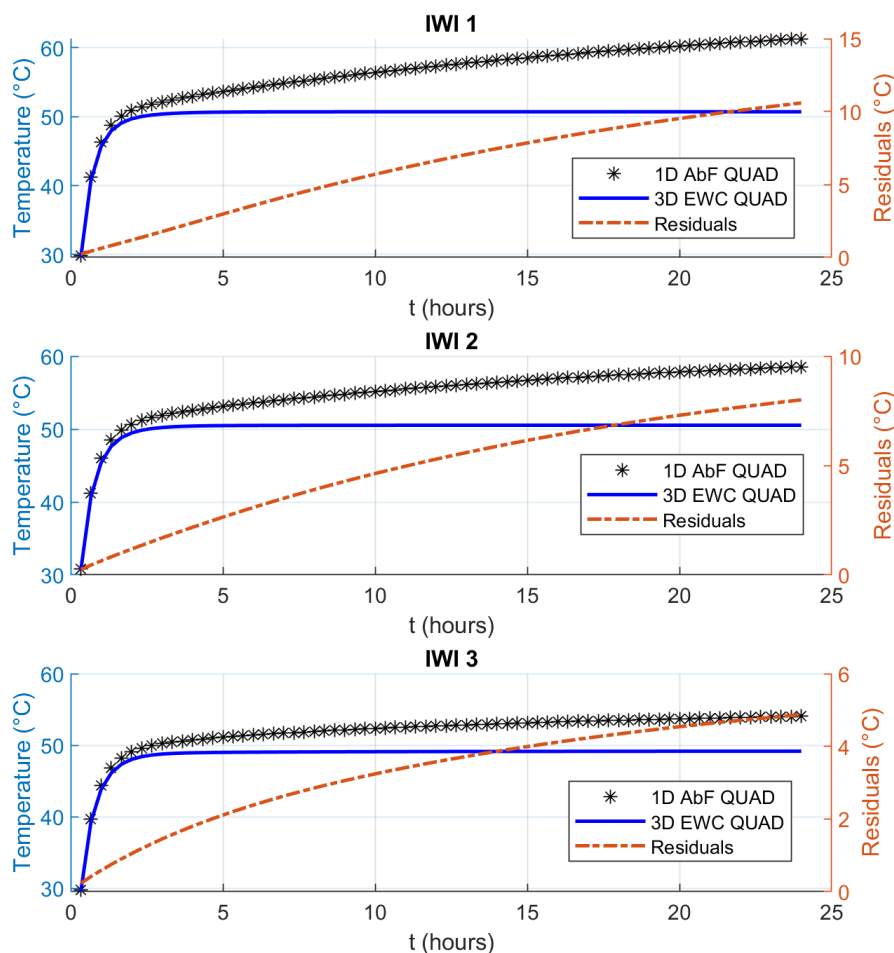 IWI 1
Temperature (°C)
60
50
40
30
15
10
5
0
Residuals (°C)
1D AbF QUAD
3D EWC QUAD
Residuals
0 5 10 15 20 25
t (hours)
IWI 2
Temperature (°C)
60
50
40
30
10
5
0
Residuals (°C)
1D AbF QUAD
3D EWC QUAD
Residuals
0 5 10 15 20 25
t (hours)
IWI 3
Temperature (°C)
60
50
40
30
6
4
2
0
Residuals (°C)
1D AbF QUAD
3D EWC QUAD
Residuals
0 5 10 15 20 25
t (hours)